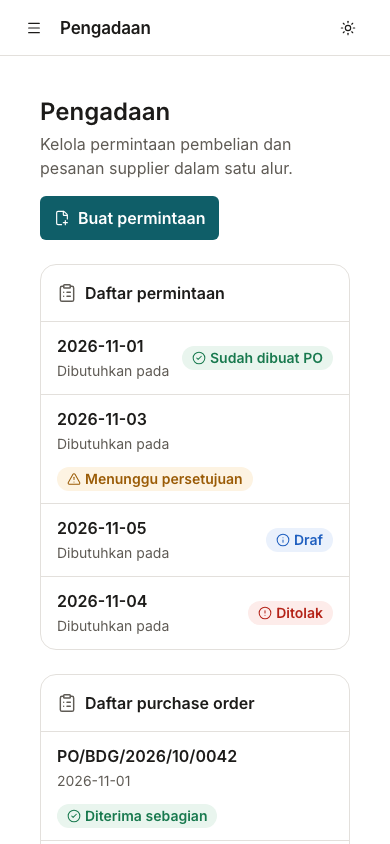 Pengadaan
Pengadaan
Kelola permintaan pembelian dan
pesanan supplier dalam satu alur.
Buat permintaan
Daftar permintaan
2026-11-01
Dibutuhkan pada
Sudah dibuat PO
2026-11-03
Dibutuhkan pada
Menunggu persetujuan
2026-11-05
Dibutuhkan pada
Draf
2026-11-04
Dibutuhkan pada
Ditolak
Daftar purchase order
PO/BDG/2026/10/0042
2026-11-01
Diterima sebagian